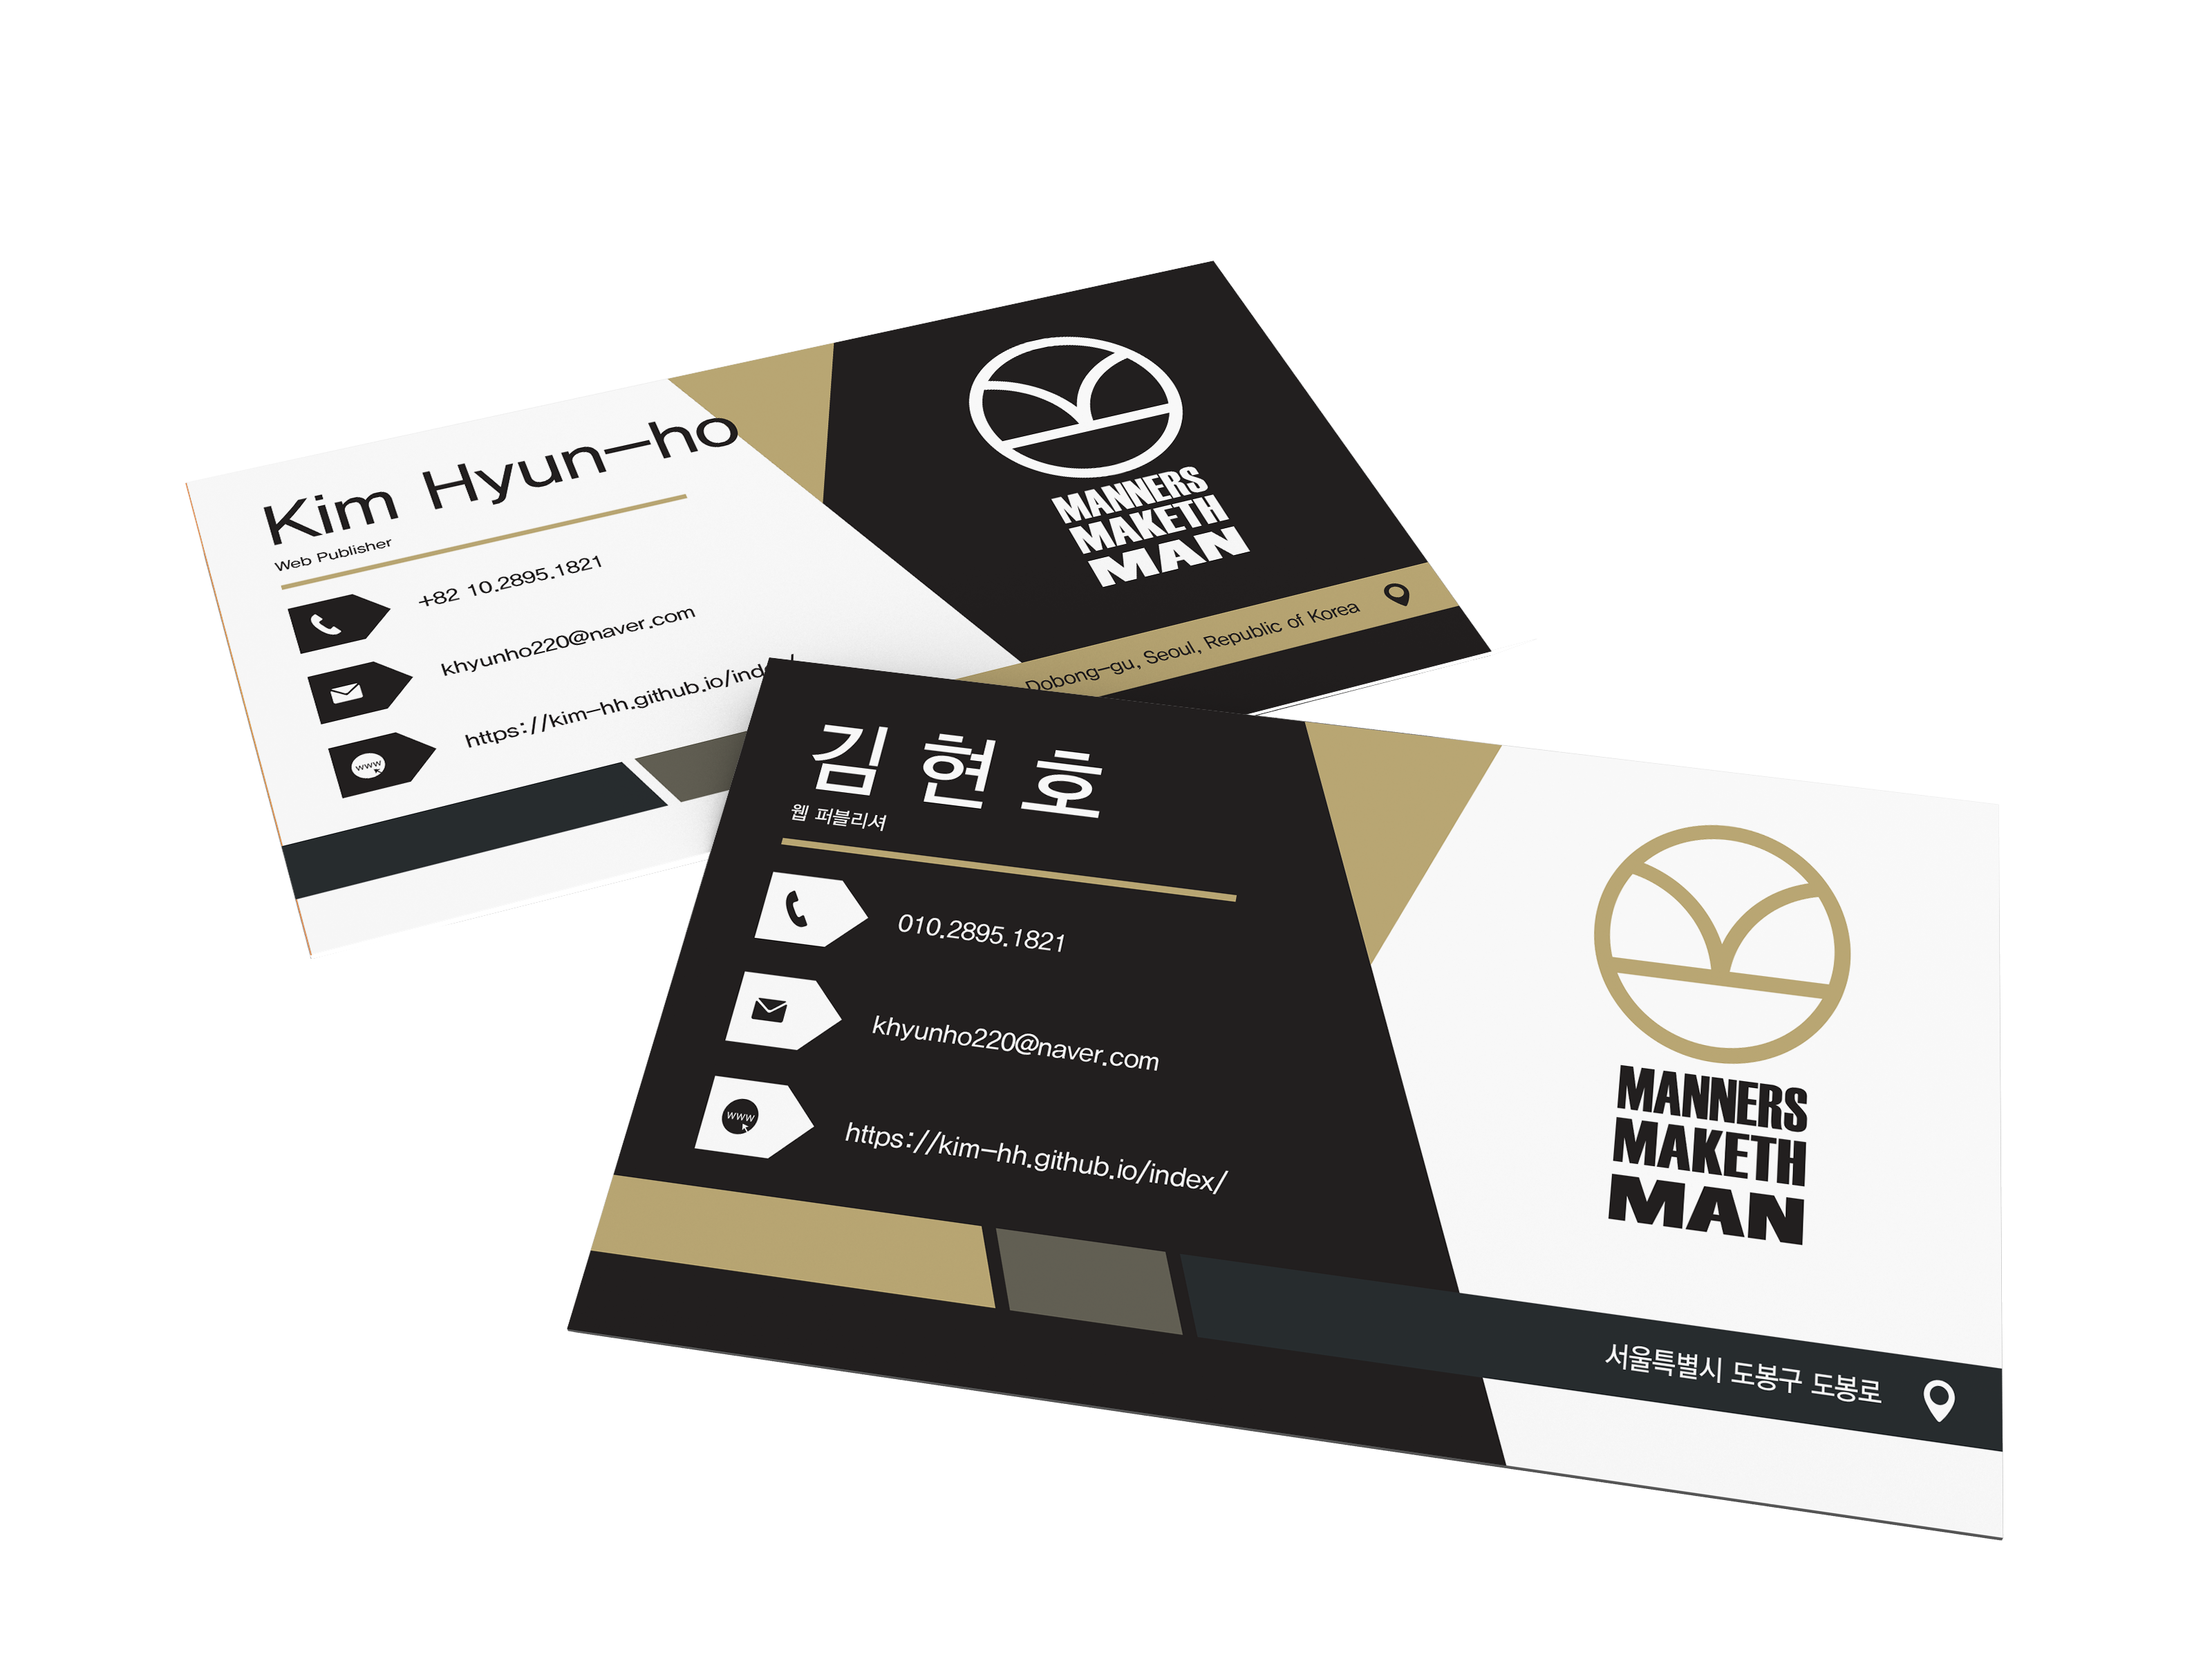 Kim Hyun-ho
Web Publisher
+82 10.2895.1821
khyunho220@naver.com
www
https://kim-hh.github.io/inde
MANNERS
MAKETH
MAN
Dobong-gu, Seoul, Republic of Korea
김 현 호
웹 퍼블리셔
010.2895.1821
khyunho220@naver.com
www
https://kim-hh.github.io/index/
MANNERS
MAKETH
MAN
서울특별시 도봉구 도봉로